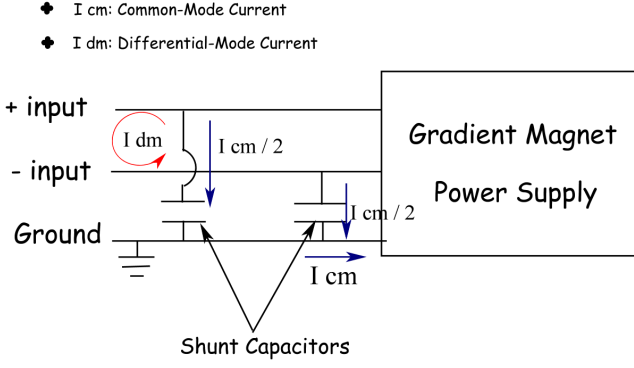 ✤ I cm: Common-Mode Current
✤ I dm: Differential-Mode Current
+ input
I dm
I cm / 2
Gradient Magnet
- input
Power Supply
I cm / 2
Ground
I cm
Shunt Capacitors